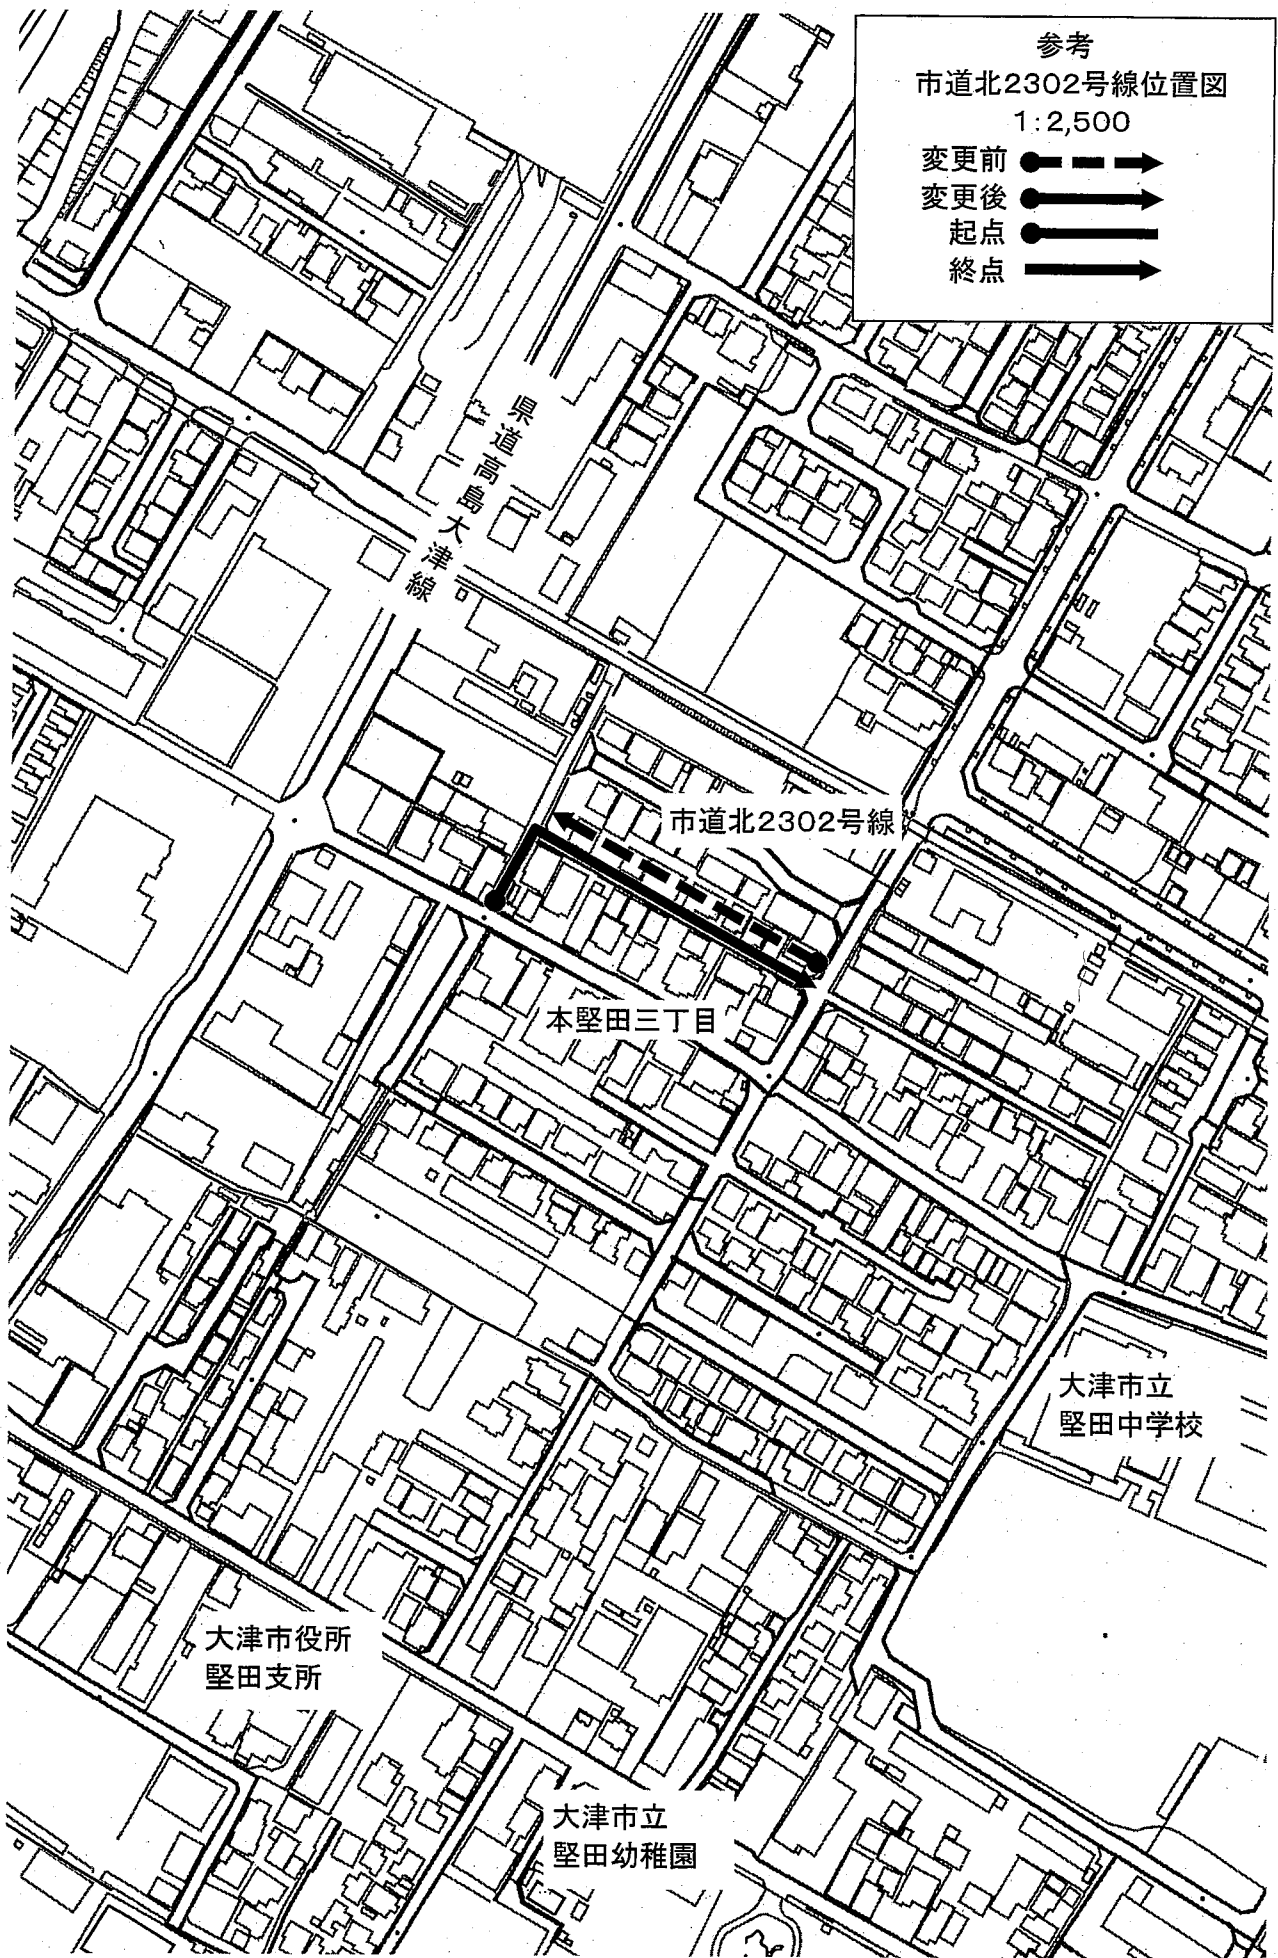 参考
市道北2302号線位置図
1:2,500
変更前
変更後
起点
終点
県道高島大津線
市道北2302号線
本堅田三丁目
大津市立
堅田中学校
大津市役所
堅田支所
大津市立
堅田幼稚園